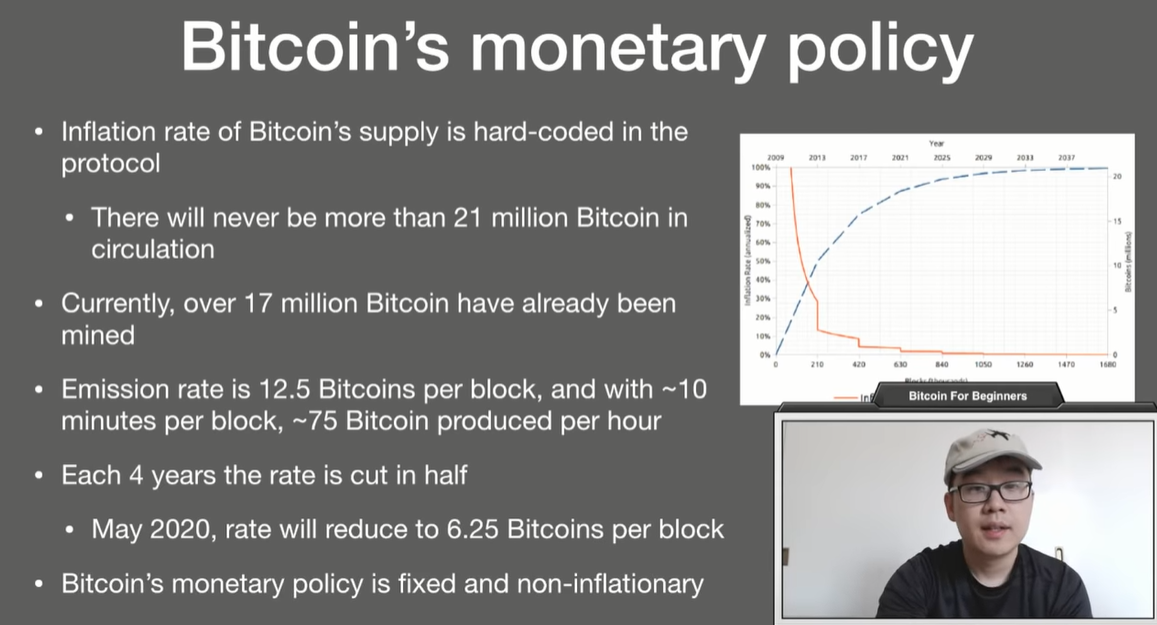 Bitcoin's monetary policy
• Inflation rate of Bitcoin's supply is hard-coded in the
protocol
• There will never be more than 21 million Bitcoin in
circulation
• Currently, over 17 million Bitcoin have already been
mined
• Emission rate is 12.5 Bitcoins per block, and with ~10
minutes per block, ~75 Bitcoin produced per hour
• Each 4 years the rate is cut in half
• May 2020, rate will reduce to 6.25 Bitcoins per block
• Bitcoin's monetary policy is fixed and non-inflationary
Year
2009 2013 2017 2021 2025 2029 2033 2037
100%
90%
80%
70%
60%
50%
40%
30%
20%
10%
0%
Inflation Rate (annualized)
20
15
10
5
0
Bitcoins (millions)
0 210 420 630 840 1050 1260 1470 1680
Bitcoin For Beginners